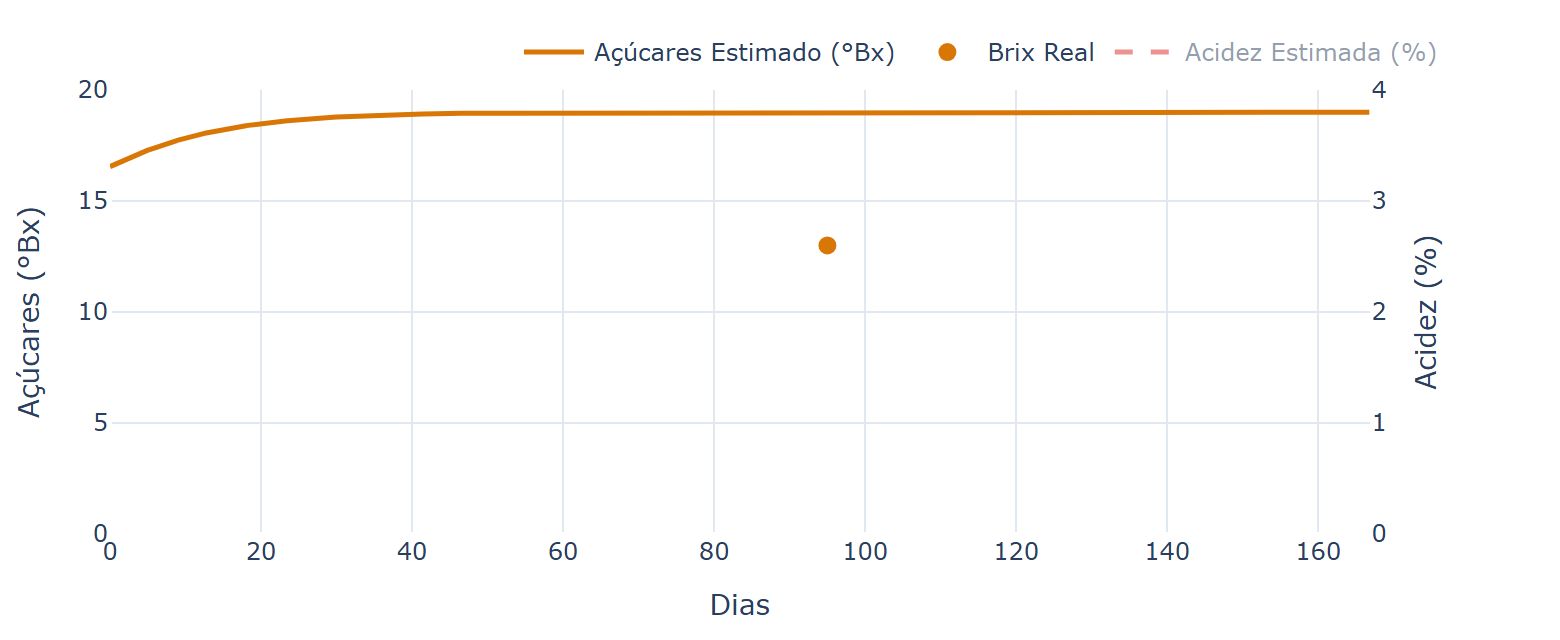 Açúcares Estimado (°Bx) Brix Real Acidez Estimada (%)
20 4
15 3
10 2
5 1
0 0
Açúcares (°Bx)
Acidez (%)
0 20 40 60 80 100 120 140 160
Dias